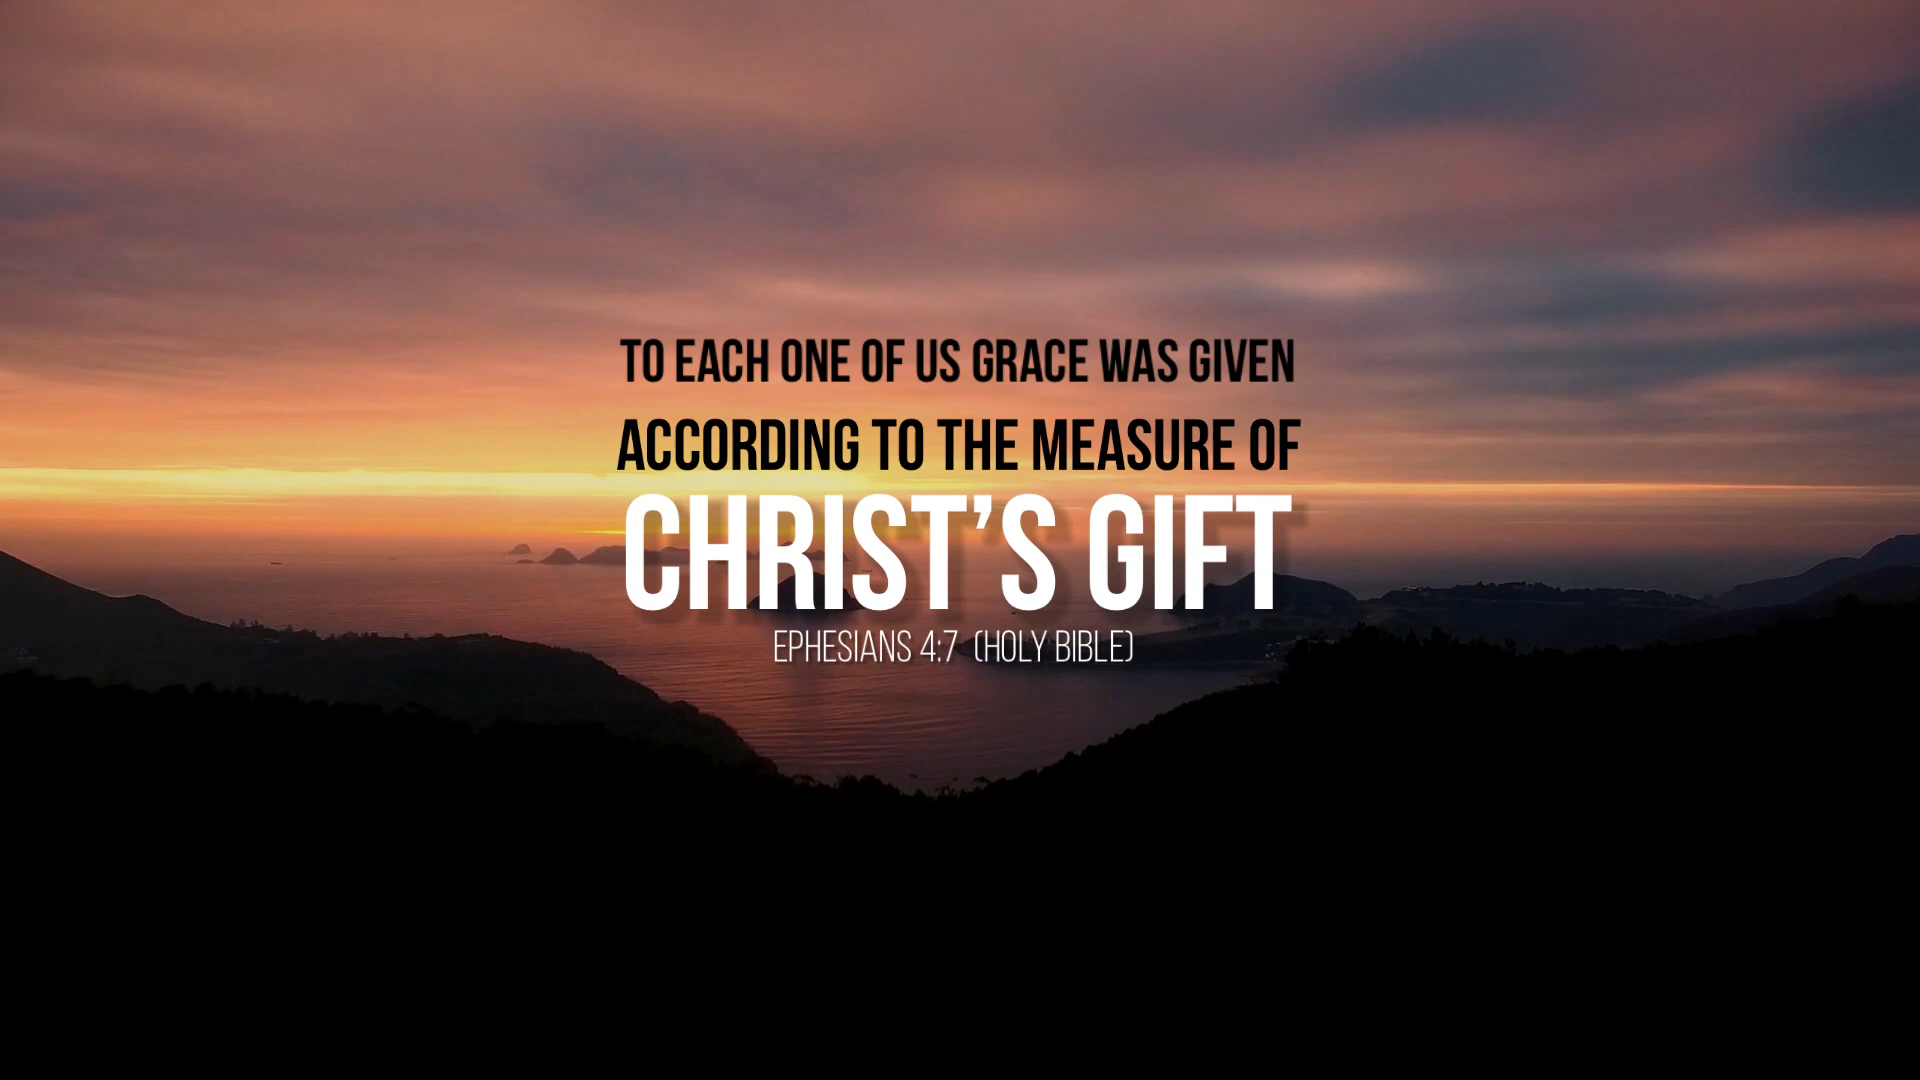 TO EACH ONE OF US GRACE WAS GIVEN
ACCORDING TO THE MEASURE OF
CHRIST’S GIFT
EPHESIANS 4:7 (HOLY BIBLE)